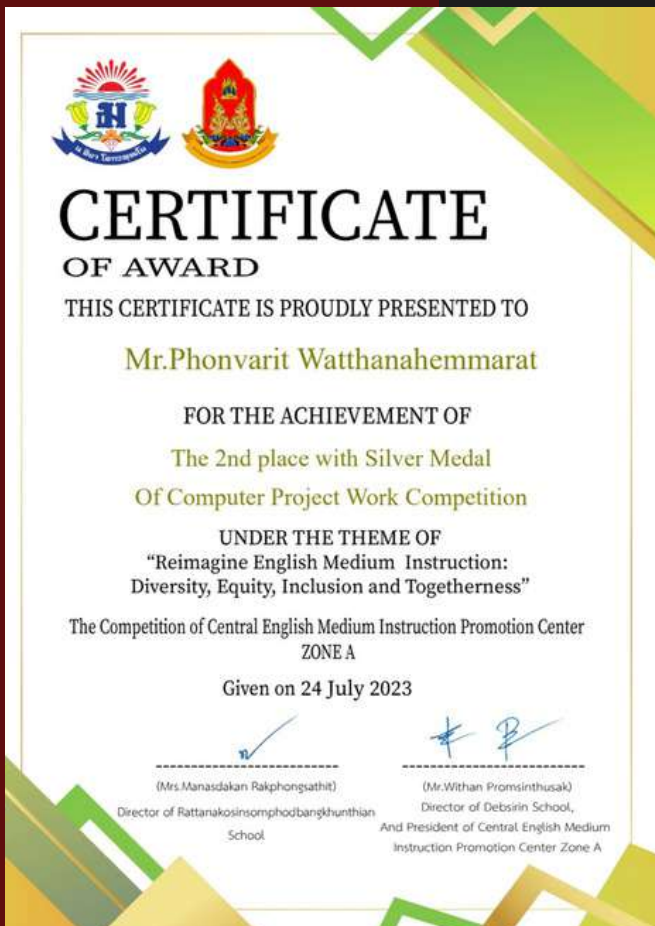 CERTIFICATE
OF AWARD
THIS CERTIFICATE IS PROUDLY PRESENTED TO
Mr.Phonvarit Watthanahemmarat
FOR THE ACHIEVEMENT OF
The 2nd place with Silver Medal
Of Computer Project Work Competition
UNDER THE THEME OF
“Reimagine English Medium Instruction:
Diversity, Equity, Inclusion and Togetherness”
The Competition of Central English Medium Instruction Promotion Center
ZONE A
Given on 24 July 2023
(Mrs.Manasdakan Rakphongsathit)
Director of Rattanakosinsomphodbangkhunthian
School
(Mr.Withan Promsinthusak)
Director of Debsirin School,
And President of Central English Medium
Instruction Promotion Center Zone A